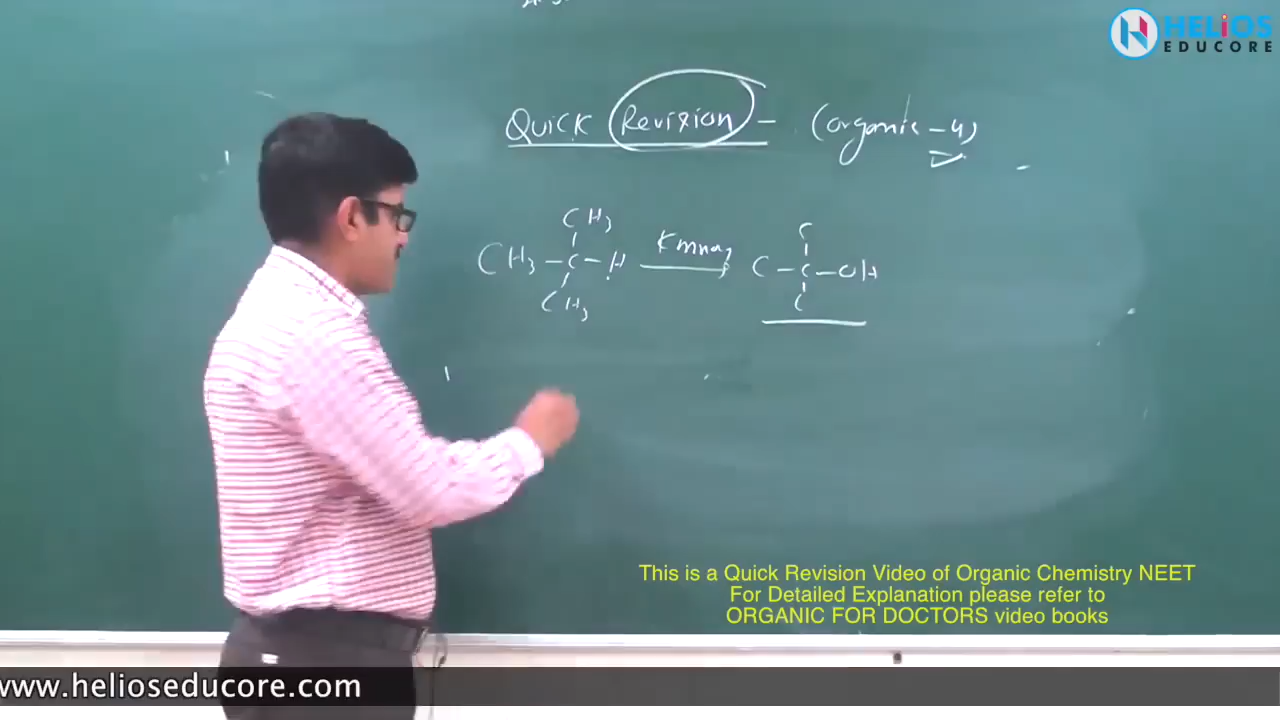 HELiOS
EDUCORE
QUICK Revision - (Organic - 4)
CH3
CH3 - C - H KMnO4 C - C - OH
CH3
C
C
This is a Quick Revision Video of Organic Chemistry NEET
For Detailed Explanation please refer to
ORGANIC FOR DOCTORS video books
www.helioseducore.com